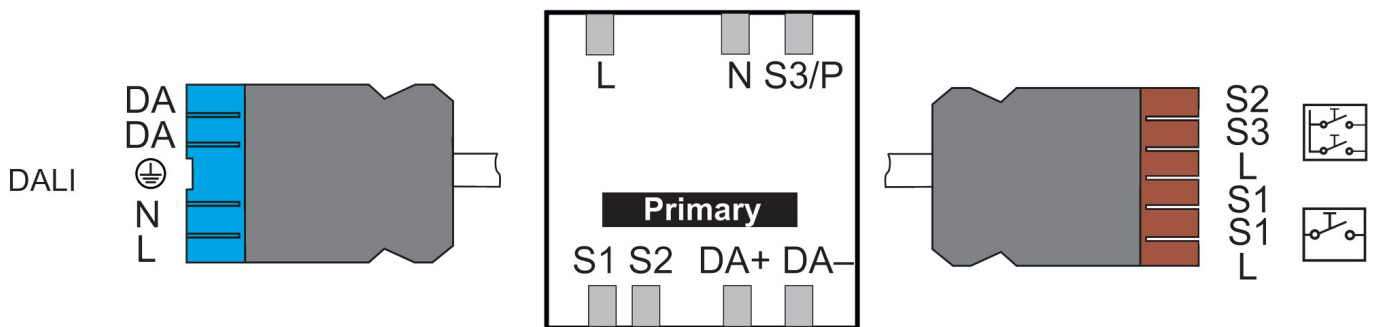 DALI
DA
DA
N
L
L N S3/P
Primary
S1 S2 DA+ DA–
S2
S3
L
S1
S1
L